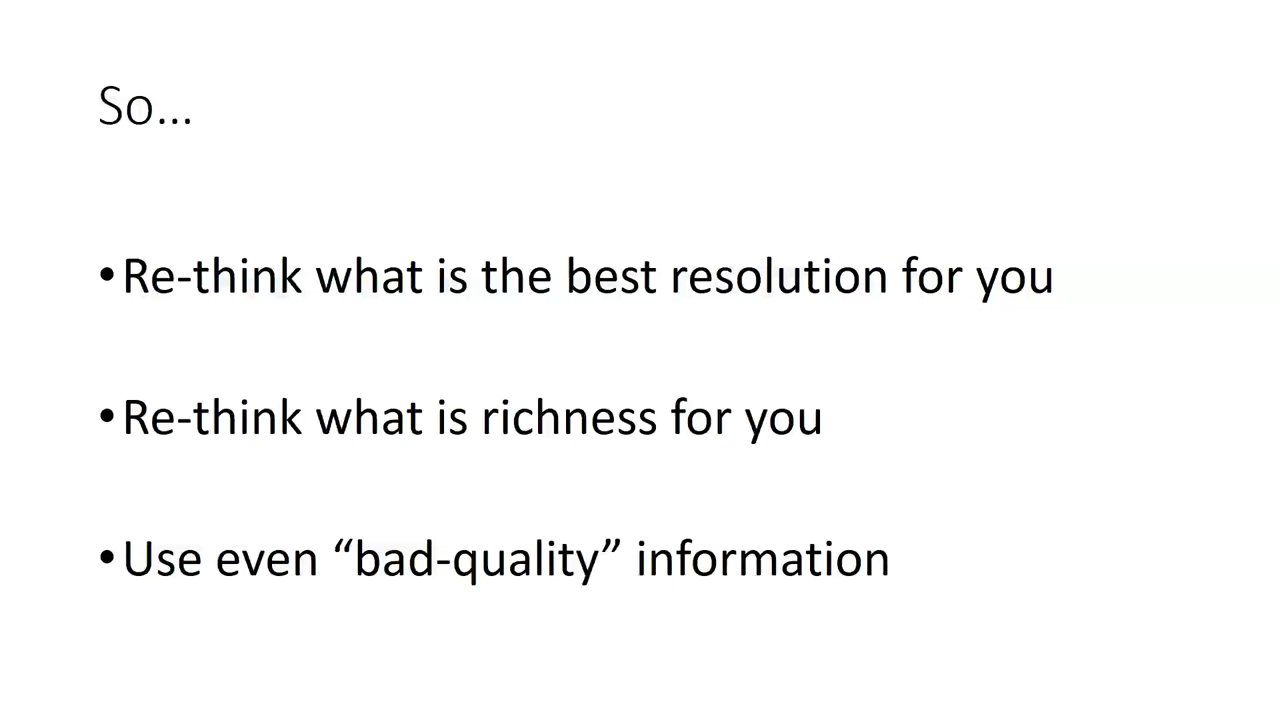 So...
•Re-think what is the best resolution for you
•Re-think what is richness for you
•Use even “bad-quality” information